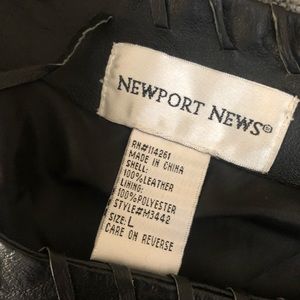 NEWPORT NEWS®
RN#114261
MADE IN CHINA
SHELL:
100%LEATHER
LINING:
100%POLYESTER
STYLE#M3442
SIZE: L
CARE ON REVERSE